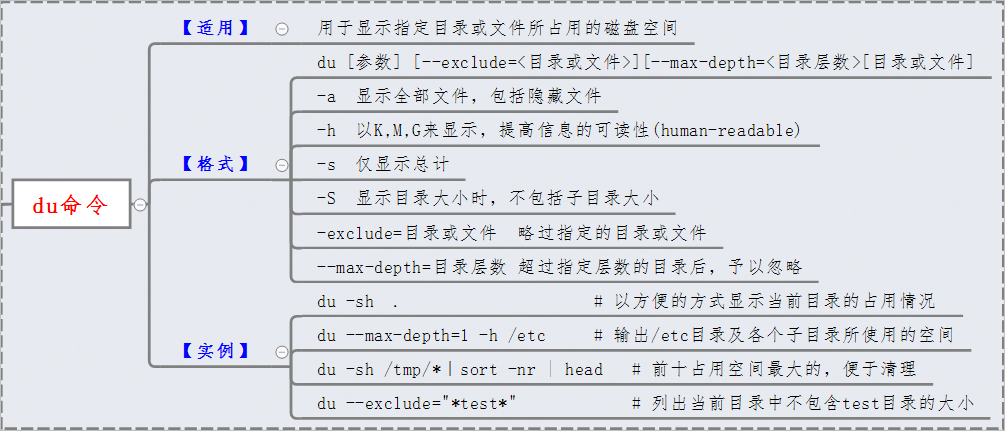 【适用】
用于显示指定目录或文件所占用的磁盘空间
du [参数] [--exclude=<目录或文件>][--max-depth=<目录层数>[目录或文件]
-a 显示全部文件，包括隐藏文件
-h 以K,M,G来显示，提高信息的可读性(human-readable)
【格式】
-s 仅显示总计
-S 显示目录大小时，不包括子目录大小
du命令
-exclude=目录或文件 略过指定的目录或文件
--max-depth=目录层数 超过指定层数的目录后，予以忽略
du -sh . # 以方便的方式显示当前目录的占用情况
du --max-depth=1 -h /etc # 输出/etc目录及各个子目录所使用的空间
【实例】
du -sh /tmp/*|sort -nr | head # 前十占用空间最大的，便于清理
du --exclude="*test*" # 列出当前目录中不包含test目录的大小